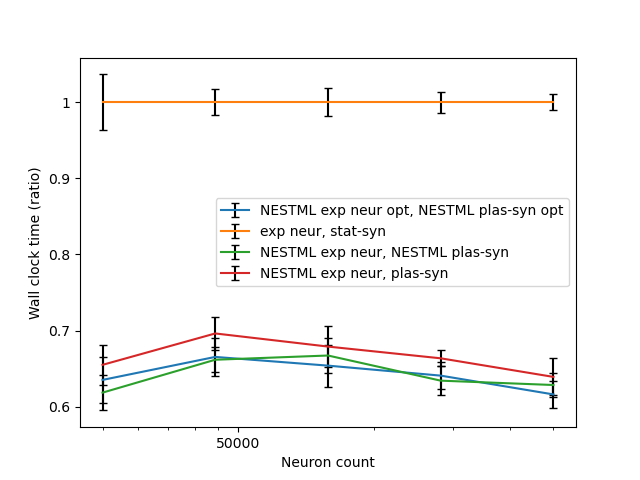 1
0.9
0.8
0.7
0.6
Wall clock time (ratio)
NESTML exp neur opt, NESTML plas-syn opt
exp neur, stat-syn
NESTML exp neur, NESTML plas-syn
NESTML exp neur, plas-syn
50000
Neuron count